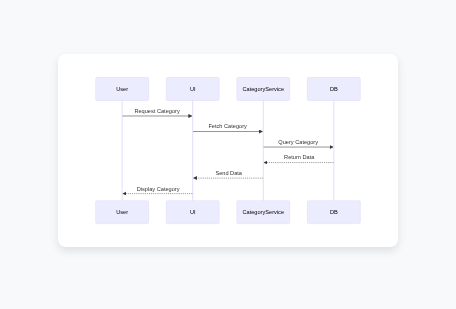 User UI CategoryService DB
Request Category
Fetch Category
Query Category
Return Data
Send Data
Display Category
User UI CategoryService DB